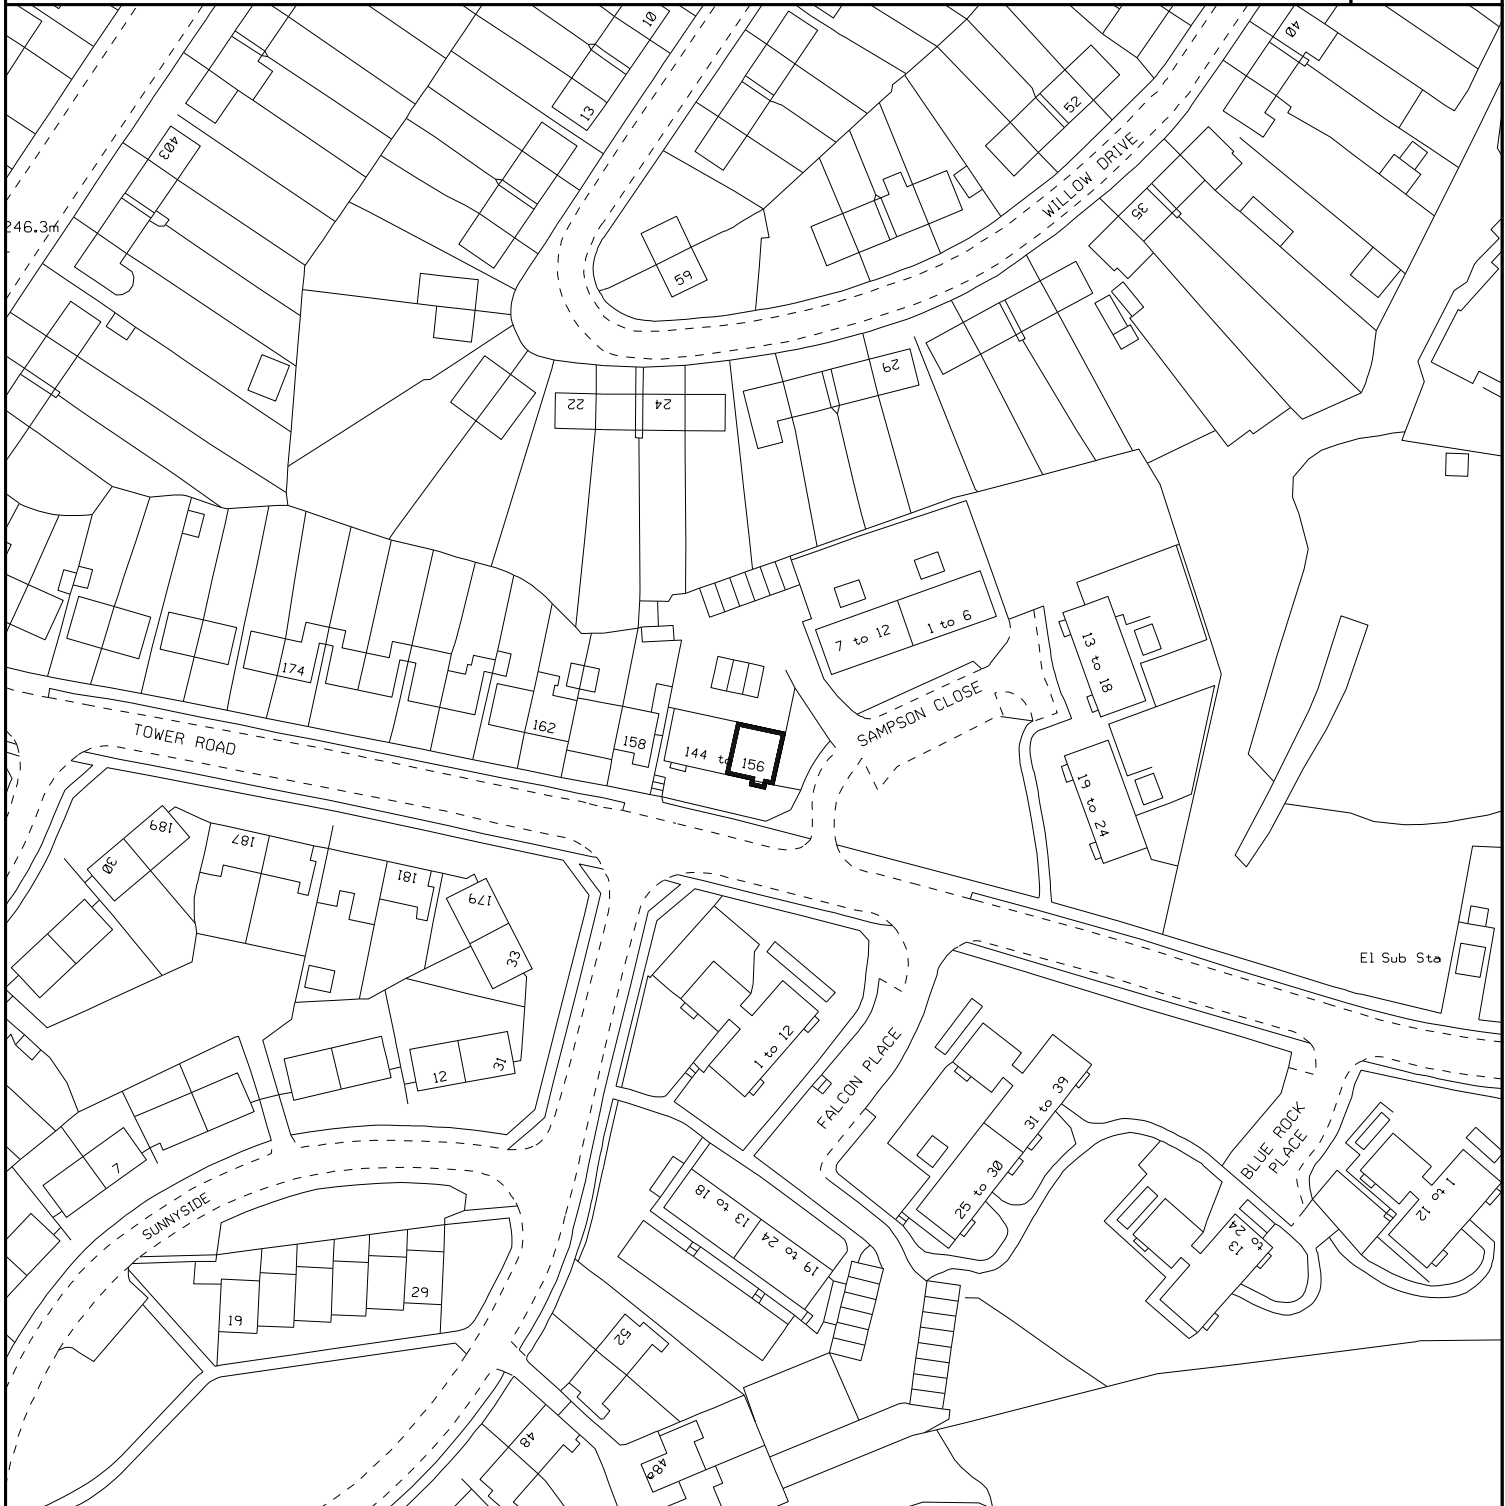 10
40
13
52
403
WILLOW DRIVE
35
246.3m
59
29
22
24
7 to 12
1 to 6
13 to 18
174
162
158
144 to
156
SAMPSON CLOSE
TOWER ROAD
19 to 24
189
187
30
181
179
33
El Sub Sta
1 to 12
FALCON PLACE
12
31
31 to 39
25 to 30
BLUE ROCK
PLACE
7
SUNNYSIDE
13 to 18
19 to 24
1 to 12
13 to 24
29
19
52
48
48a